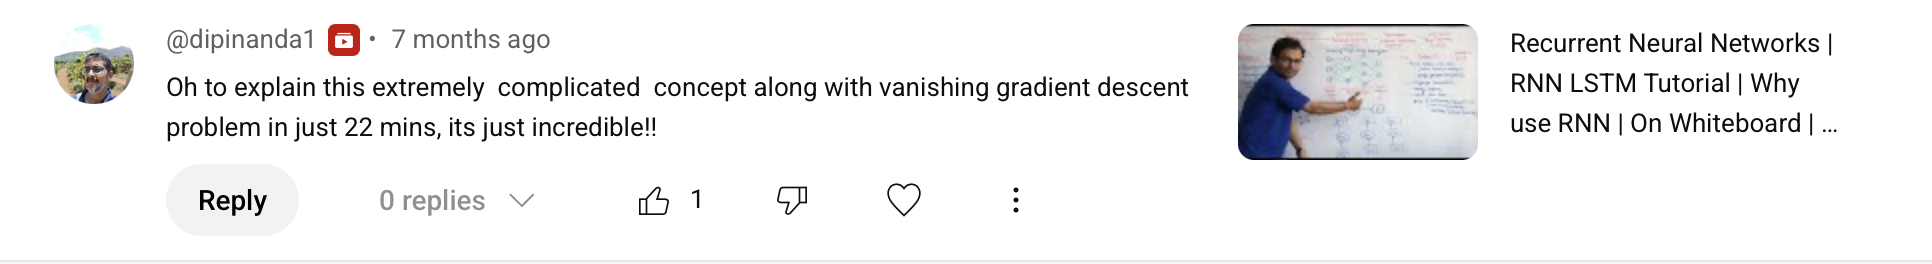 @dipinanda1 • 7 months ago
Oh to explain this extremely  complicated  concept along with vanishing gradient descent
problem in just 22 mins, its just incredible!!
Reply
0 replies
1
Recurrent Neural Networks |
RNN LSTM Tutorial | Why
use RNN | On Whiteboard | ...